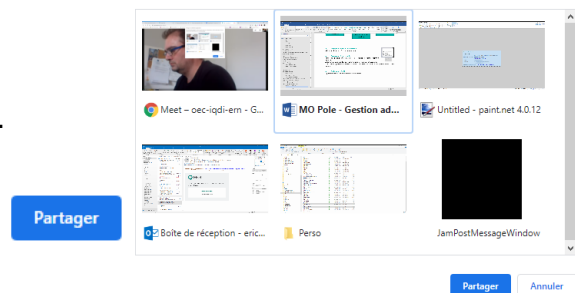 Meet – oec-iqdi-ern - G...
MO Pole - Gestion ad...
Untitled - paint.net 4.0.12
Boîte de réception - eric...
Perso
JamPostMessageWindow
Partager
Partager
Annuler